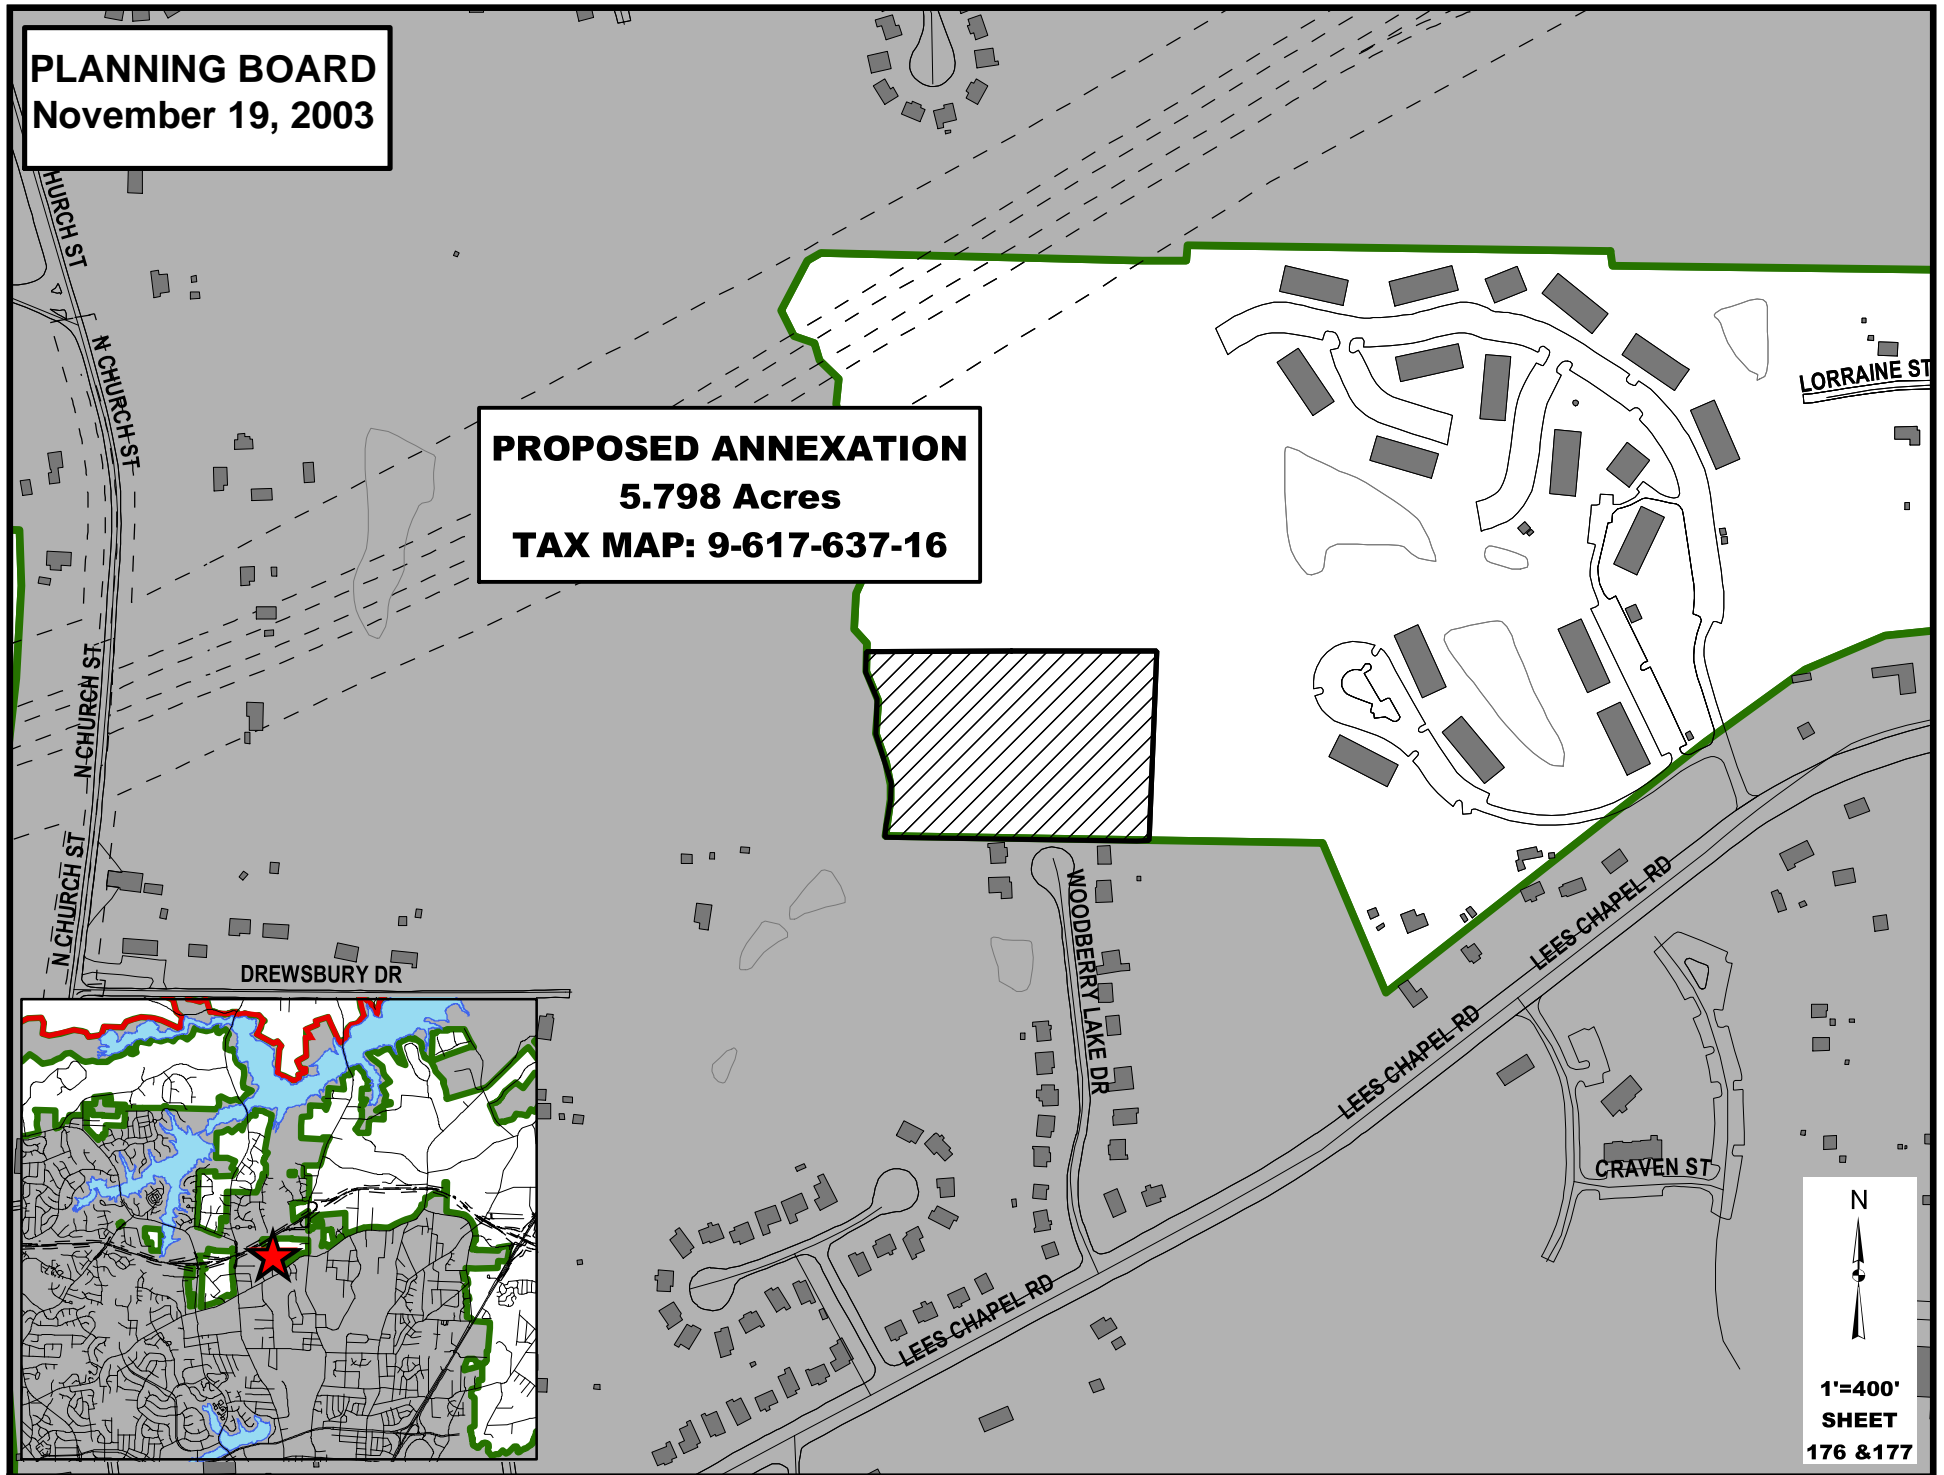 PLANNING BOARD
November 19, 2003
HURCH ST
N CHURCH ST
LORRAINE ST
PROPOSED ANNEXATION
5.798 Acres
TAX MAP: 9-617-637-16
N CHURCH ST
N CHURCH ST
WOODBERRY LAKE DR
LEES CHAPEL RD
DREWSBURY DR
LEES CHAPEL RD
CRAVEN ST
LEES CHAPEL RD
N
1'=400'
SHEET
176 &177